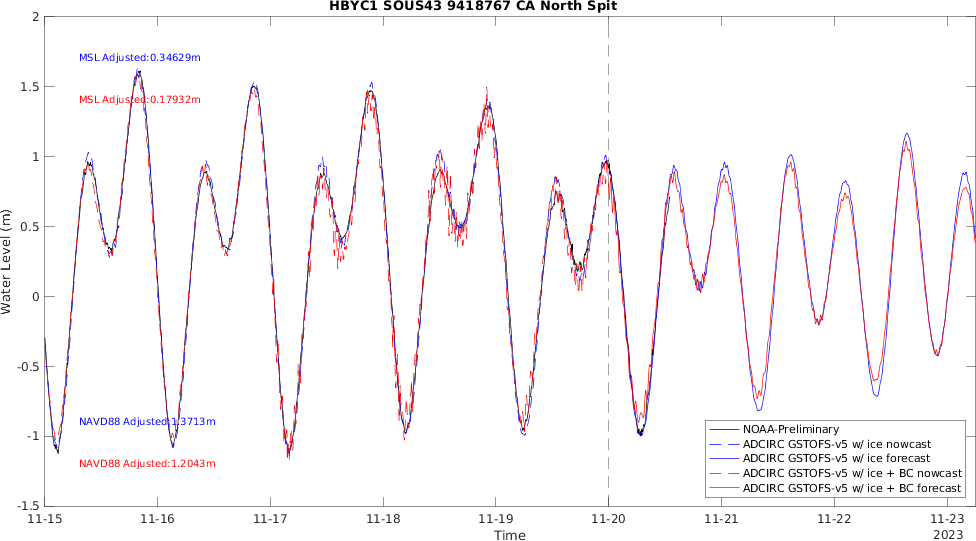 HBYC1 SOUS43 9418767 CA North Spit
2
1.5
1
0.5
0
-0.5
-1
-1.5
Water Level (m)
MSL Adjusted:0.34629m
MSL Adjusted:0.17932m
NAVD88 Adjusted:1.3713m
NAVD88 Adjusted:1.2043m
NOAA-Preliminary
ADCIRC GSTOFS-v5 w/ ice nowcast
ADCIRC GSTOFS-v5 w/ ice forecast
ADCIRC GSTOFS-v5 w/ ice + BC nowcast
ADCIRC GSTOFS-v5 w/ ice + BC forecast
11-15 11-16 11-17 11-18 11-19 11-20 11-21 11-22 11-23
Time
2023